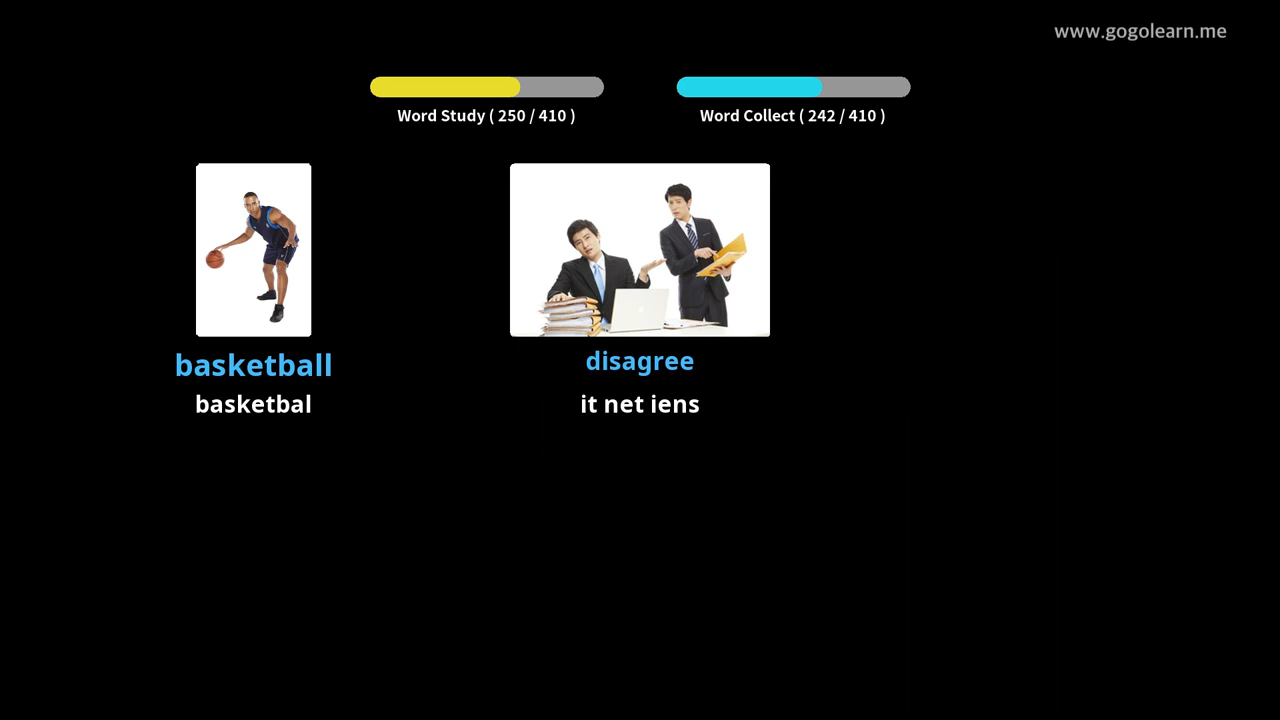 www.gogolearn.me
Word Study ( 250 / 410 )
Word Collect ( 242 / 410 )
basketball
disagree
basketbal
it net iens